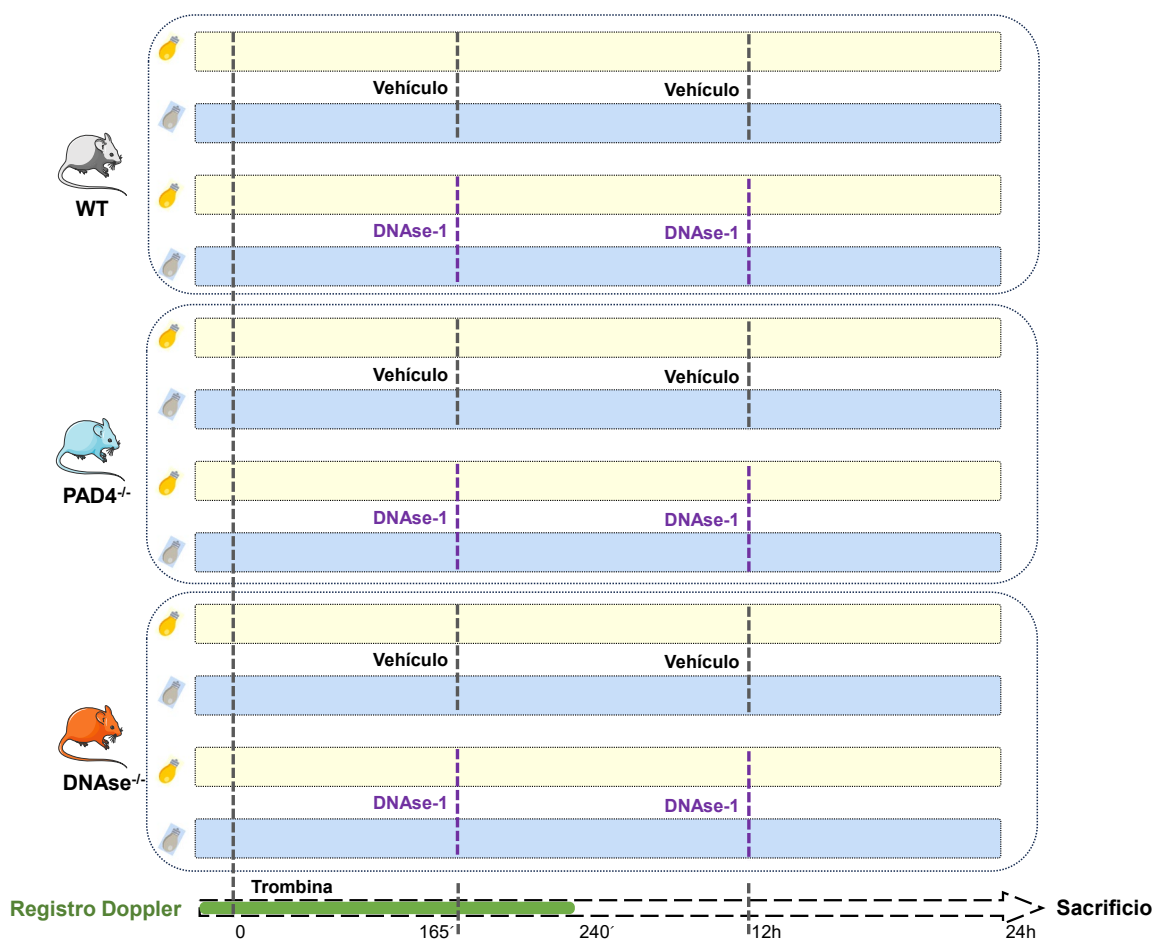 Vehículo
Vehículo
WT
DNAse-1
DNAse-1
Vehículo
Vehículo
PAD4-/-
DNAse-1
DNAse-1
Vehículo
Vehículo
DNAse-/-
DNAse-1
DNAse-1
Trombina
Registro Doppler
Sacrificio
0
165´
240´
12h
24h